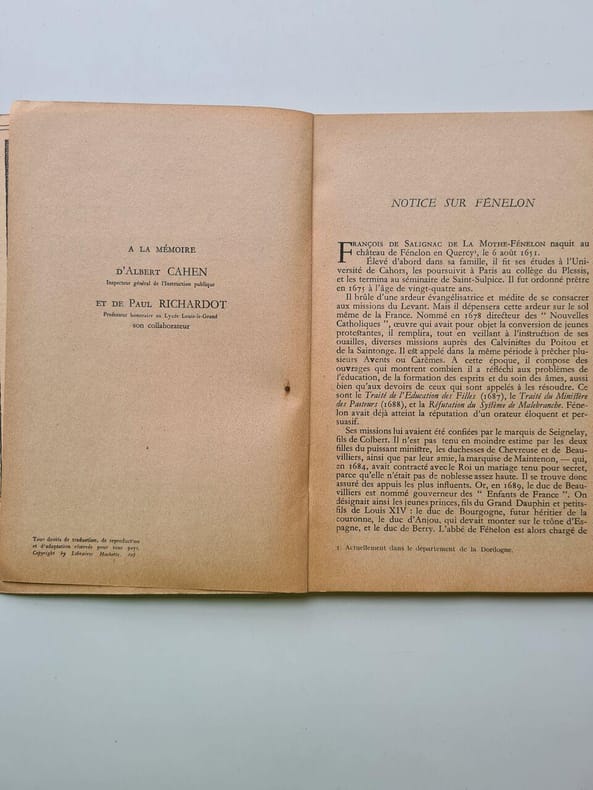 A LA MÉMOIRE
D'ALBERT CAHEN
Inspecteur général de l'Instruction publique
ET DE PAUL RICHARDOT
Professeur honoraire au Lycée Louis-le-Grand
son collaborateur
Tous droits de traduction, de reproduction
et d'adaptation réservés pour tous pays.
Copyright by Librairie Hachette,
NOTICE SUR FÉNELON
FRANÇOIS DE SALIGNAC DE LA MOTHE-FÉNELON naquit au
château de Fénelon en Quercy¹, le 6 août 1651.
Élevé d'abord dans sa famille, il fit ses études à l'Uni-
versité de Cahors, les poursuivit à Paris au collège du Plessis,
et les termina au séminaire de Saint-Sulpice. Il fut ordonné prêtre
en 1675 à l'âge de vingt-quatre ans.
Il brûle d'une ardeur évangélisatrice et médite de se consacrer
aux missions du Levant. Mais il dépensera cette ardeur sur le sol
même de la France. Nommé en 1678 directeur des " Nouvelles
Catholiques ", œuvre qui avait pour objet la conversion de jeunes
protestantes, il remplira, tout en veillant à l'instruction de ses
ouailles, diverses missions auprès des Calvinistes du Poitou et
de la Saintonge. Il est appelé dans la même période à prêcher plu-
sieurs Avents ou Carêmes. A cette époque, il compose des
ouvrages qui montrent combien il a réfléchi aux problèmes de
l'éducation, de la formation des esprits et du soin des âmes, aussi
bien qu'aux devoirs de ceux qui sont appelés à les résoudre. Ce
sont le Traité de l'Education des Filles (1687), le Traité du Ministère
des Pasteurs (1688), et la Réfutation du Système de Malebranche. Féne-
lon avait déjà atteint la réputation d'un orateur éloquent et per-
suasif.
Ses missions lui avaient été confiées par le marquis de Seignelay,
fils de Colbert. Il n'est pas tenu en moindre estime par les deux
filles du puissant ministre, les duchesses de Chevreuse et de Beau-
villiers, ainsi que par leur amie, la marquise de Maintenon, — qui,
en 1684, avait contracté avec le Roi un mariage tenu pour secret,
parce qu'elle n'était pas de noblesse assez haute. Il se trouve donc
assuré des appuis les plus influents. Or, en 1689, le duc de Beau-
villiers est nommé gouverneur des " Enfants de France ". On
désignait ainsi les jeunes princes, fils du Grand Dauphin et petits-
fils de Louis XIV : le duc de Bourgogne, futur héritier de la
couronne, le duc d'Anjou, qui devait monter sur le trône d'Es-
pagne, et le duc de Berry. L'abbé de Fénelon est alors chargé de
1. Actuellement dans le département de la Dordogne.